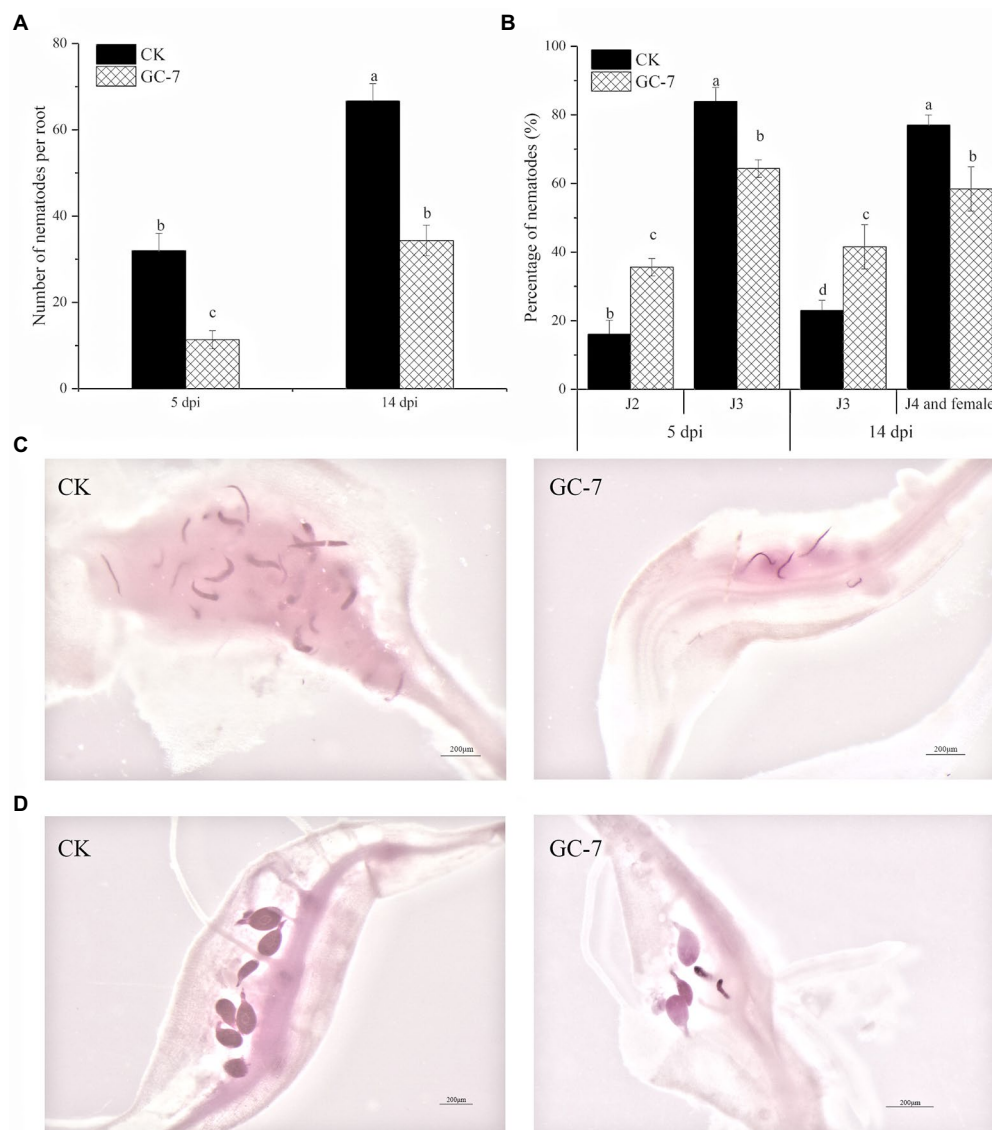 A
Number of nematodes per root
80
60
40
20
0
CK
GC-7
b
c
a
b
5 dpi
14 dpi
B
Percentage of nematodes (%)
100
80
60
40
20
0
CK
GC-7
b
c
a
b
d
c
a
b
J2
J3
J3
J4 and female
5 dpi
14 dpi
C
CK
200μm
GC-7
200μm
D
CK
200μm
GC-7
200μm